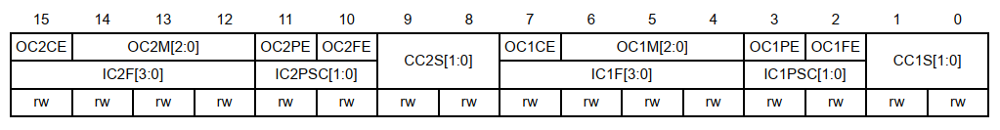 15 14 13 12 11 10 9 8 7 6 5 4 3 2 1 0
OC2CE OC2M[2:0] OC2PE OC2FE CC2S[1:0] OC1CE OC1M[2:0] OC1PE OC1FE CC1S[1:0]
IC2F[3:0] IC2PSC[1:0] IC1F[3:0] IC1PSC[1:0]
rw rw rw rw rw rw rw rw rw rw rw rw rw rw rw rw